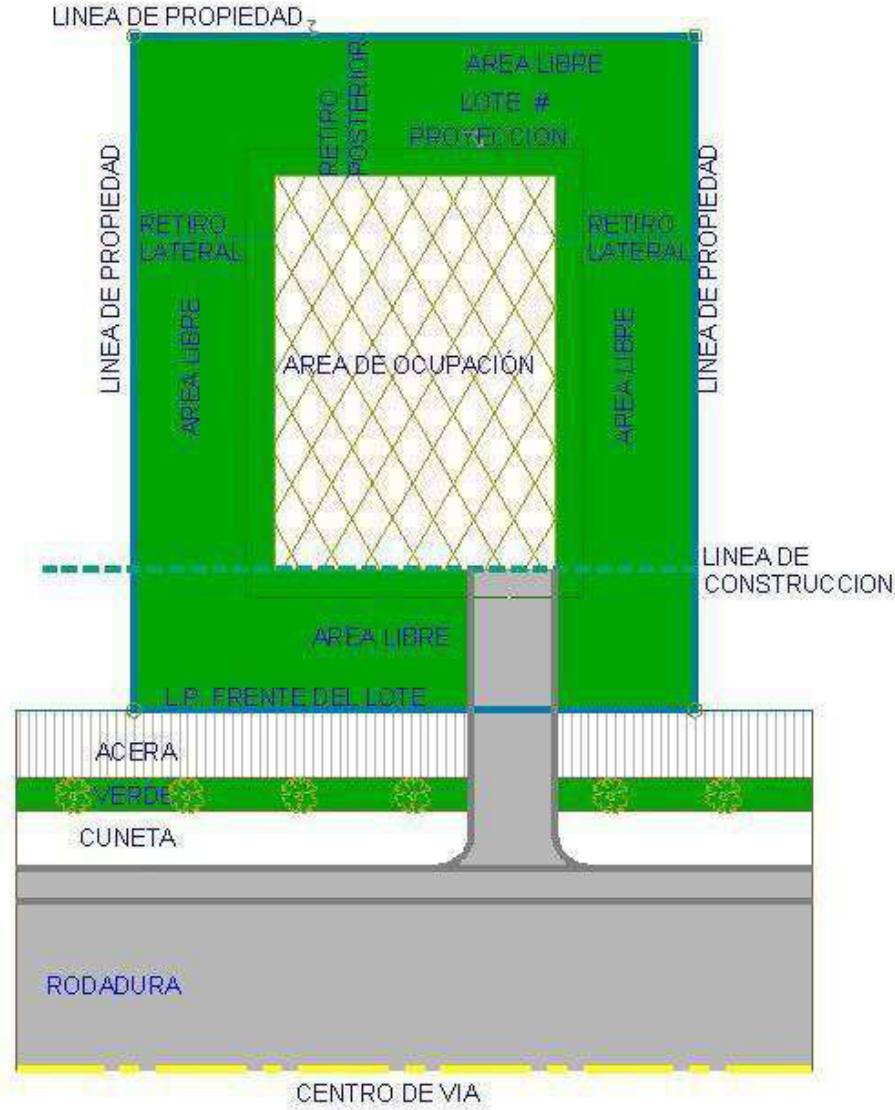 LINEA DE PROPIEDAD
AREA LIBRE
LOTE #
PROYECCION
RETIRO
POSTERIOR
LINEA DE PROPIEDAD
LINEA DE PROPIEDAD
RETIRO
LATERAL
RETIRO
LATERAL
AREA LIBRE
AREA LIBRE
AREA DE OCUPACIÓN
LINEA DE
CONSTRUCCION
AREA LIBRE
L.P. FRENTE DEL LOTE
ACERA
VERDE
CUNETA
RODADURA
CENTRO DE VIA